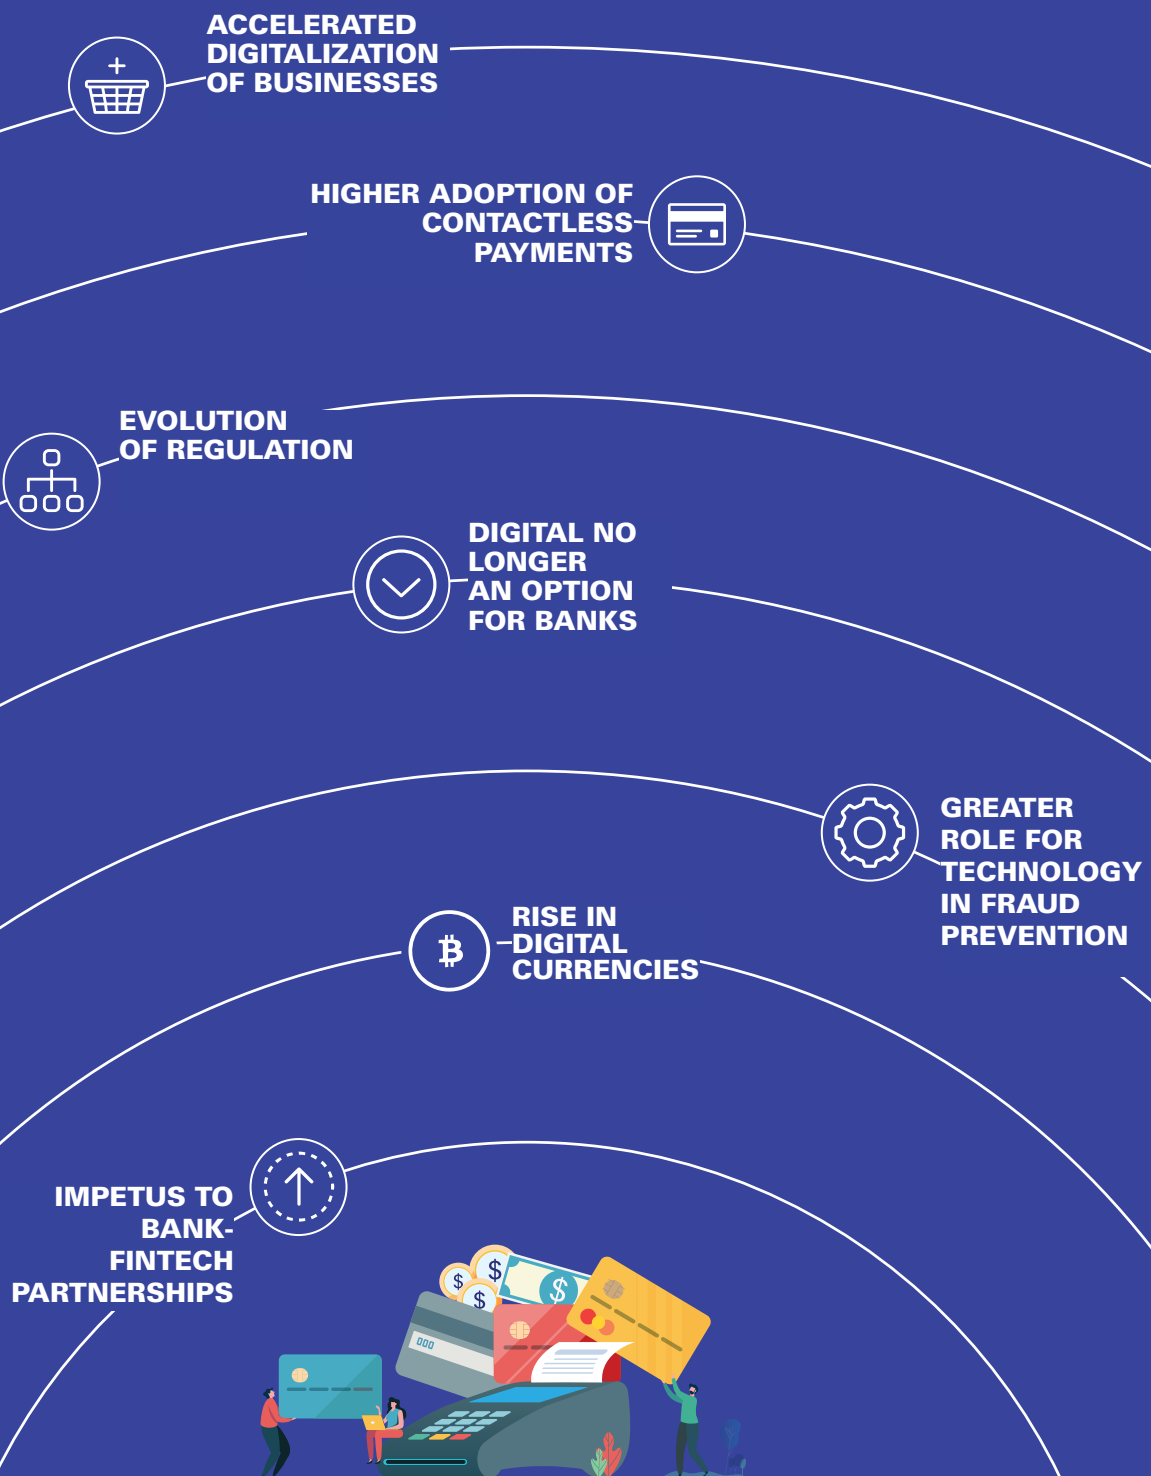 ACCELERATED
DIGITALIZATION
OF BUSINESSES
HIGHER ADOPTION OF
CONTACTLESS
PAYMENTS
EVOLUTION
OF REGULATION
DIGITAL NO
LONGER
AN OPTION
FOR BANKS
GREATER
ROLE FOR
TECHNOLOGY
IN FRAUD
PREVENTION
RISE IN
DIGITAL
CURRENCIES
IMPETUS TO
BANK-
FINTECH
PARTNERSHIPS
$
$
$
$
000